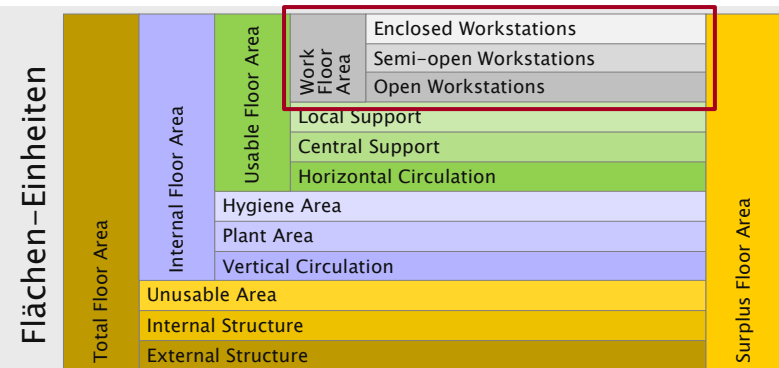 Flächen-Einheiten
Total Floor Area
Internal Floor Area
Usable Floor Area
Work
Floor
Area
Enclosed Workstations
Semi-open Workstations
Open Workstations
Local Support
Central Support
Horizontal Circulation
Hygiene Area
Plant Area
Vertical Circulation
Unusable Area
Internal Structure
External Structure
Surplus Floor Area